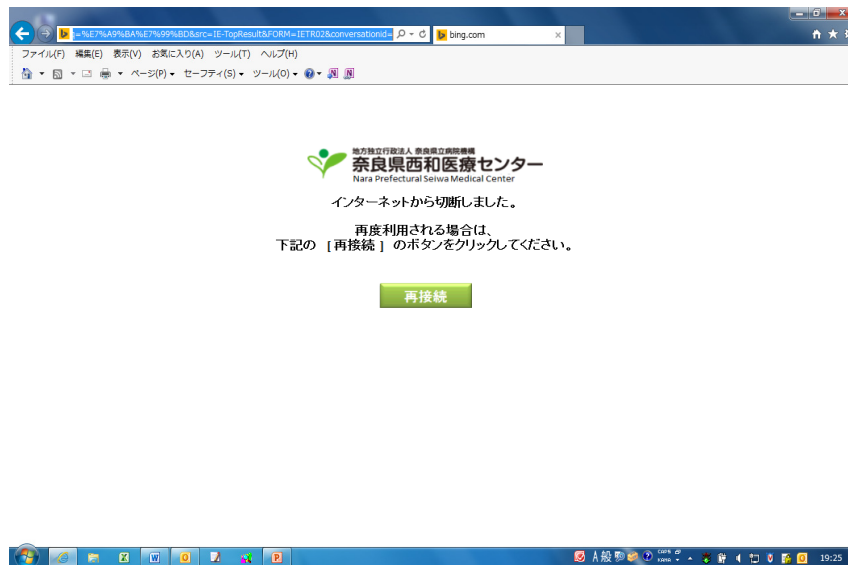 =%E7%A9%BA%E7%99%BD&src=IE-TopResult&FORM=IETR02&conversationid=
bing.com
ファイル(F) 編集(E) 表示(V) お気に入り(A) ツール(T) ヘルプ(H)
ページ(P) セーフティ(S) ツール(O)
地方独立行政法人 奈良県立病院機構
奈良県西和医療センター
Nara Prefectural Seiwa Medical Center
インターネットから切断しました。
再度利用される場合は、
下記の [再接続] のボタンをクリックしてください。
再接続
A 般 CAPS KANA 19:25